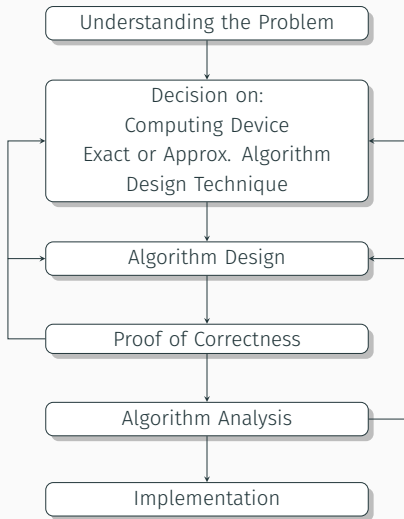 Understanding the Problem
Decision on:
Computing Device
Exact or Approx. Algorithm
Design Technique
Algorithm Design
Proof of Correctness
Algorithm Analysis
Implementation